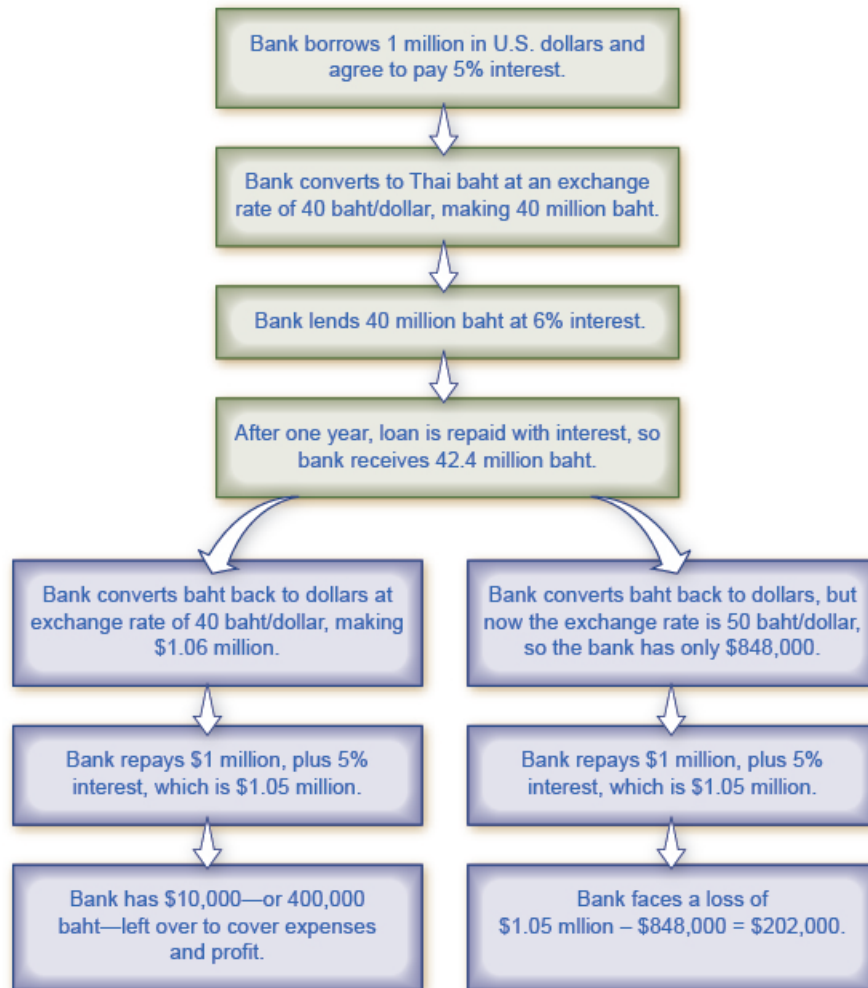 Bank borrows 1 million in U.S. dollars and
agree to pay 5% interest.
Bank converts to Thai baht at an exchange
rate of 40 baht/dollar, making 40 million baht.
Bank lends 40 million baht at 6% interest.
After one year, loan is repaid with interest, so
bank receives 42.4 million baht.
Bank converts baht back to dollars at
exchange rate of 40 baht/dollar, making
$1.06 million.
Bank repays $1 million, plus 5%
interest, which is $1.05 million.
Bank has $10,000—or 400,000
baht—left over to cover expenses
and profit.
Bank converts baht back to dollars, but
now the exchange rate is 50 baht/dollar,
so the bank has only $848,000.
Bank repays $1 million, plus 5%
interest, which is $1.05 million.
Bank faces a loss of
$1.05 mllion – $848,000 = $202,000.